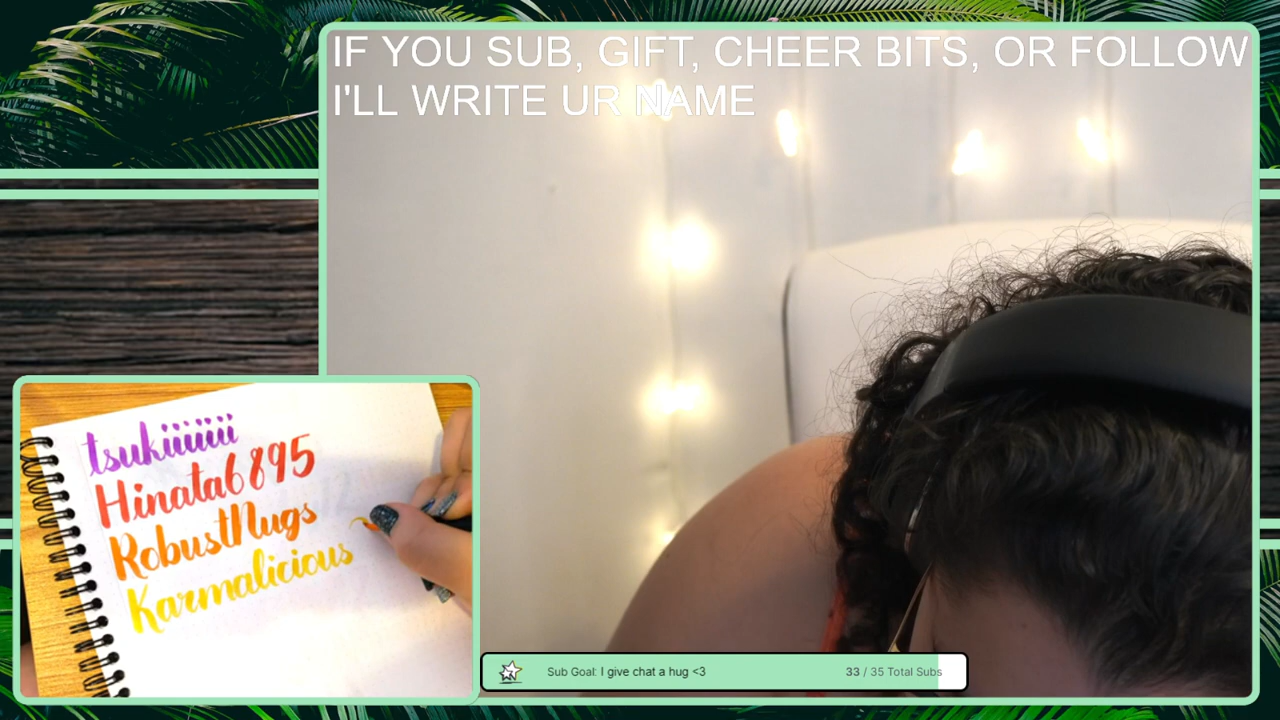 IF YOU SUB, GIFT, CHEER BITS, OR FOLLOW
I'LL WRITE UR NAME
tsukiiiiiii
Hinata6895
RobustNugs
Karmalicious
Sub Goal: I give chat a hug <3 33 / 35 Total Subs